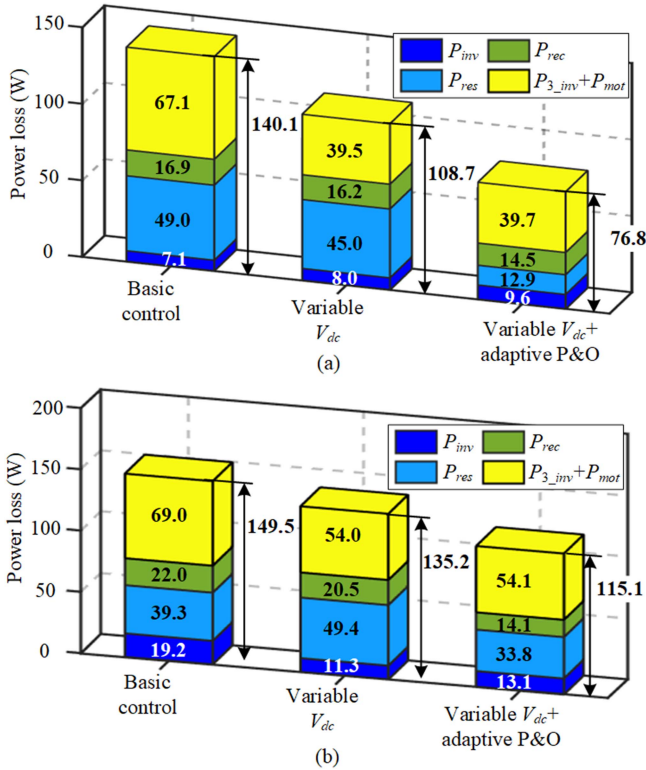 150
100
50
0
Power loss (W)
P_inv P_rec
P_res P_3_inv+P_mot
67.1
16.9
49.0
7.1
140.1
39.5
16.2
45.0
8.0
108.7
39.7
14.5
12.9
9.6
76.8
Basic
control
Variable
V_dc
Variable V_dc+
adaptive P&O
(a)
200
150
100
50
0
Power loss (W)
P_inv P_rec
P_res P_3_inv+P_mot
69.0
22.0
39.3
19.2
149.5
54.0
20.5
49.4
11.3
135.2
54.1
14.1
33.8
13.1
115.1
Basic
control
Variable
V_dc
Variable V_dc+
adaptive P&O
(b)